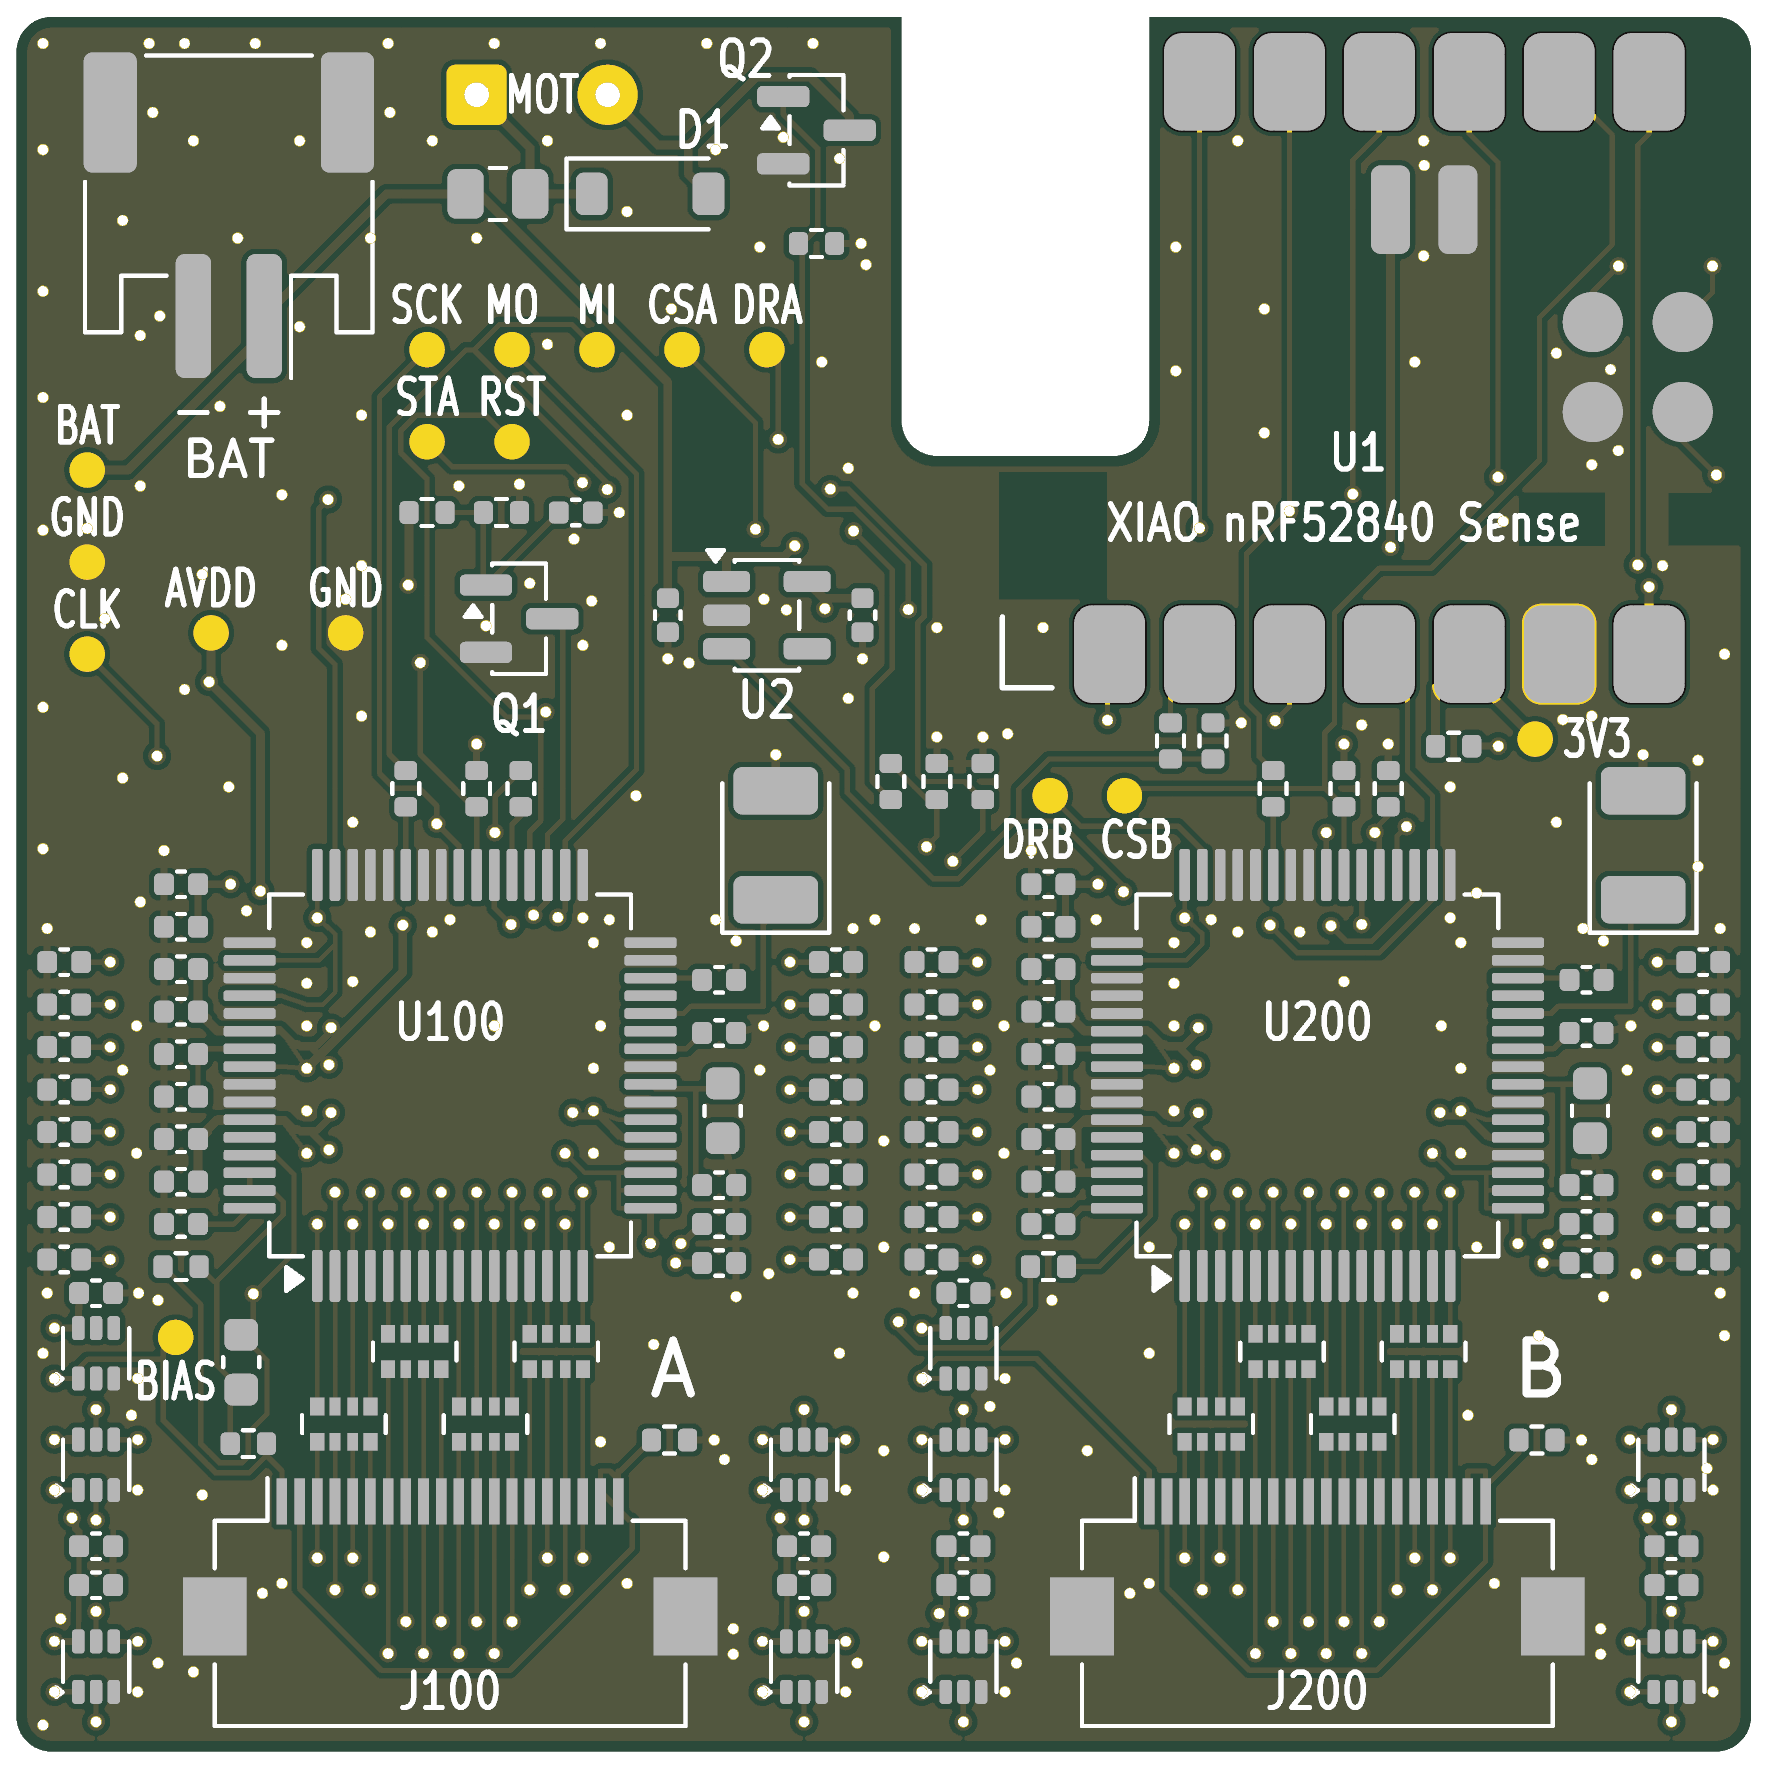 Q2
MOT
D1
SCK MO MI CSA DRA
STA RST
BAT
− +
BAT
U1
GND
XIAO nRF52840 Sense
AVDD GND
CLK
U2
Q1
3V3
DRB CSB
U100
U200
A
B
BIAS
J100
J200